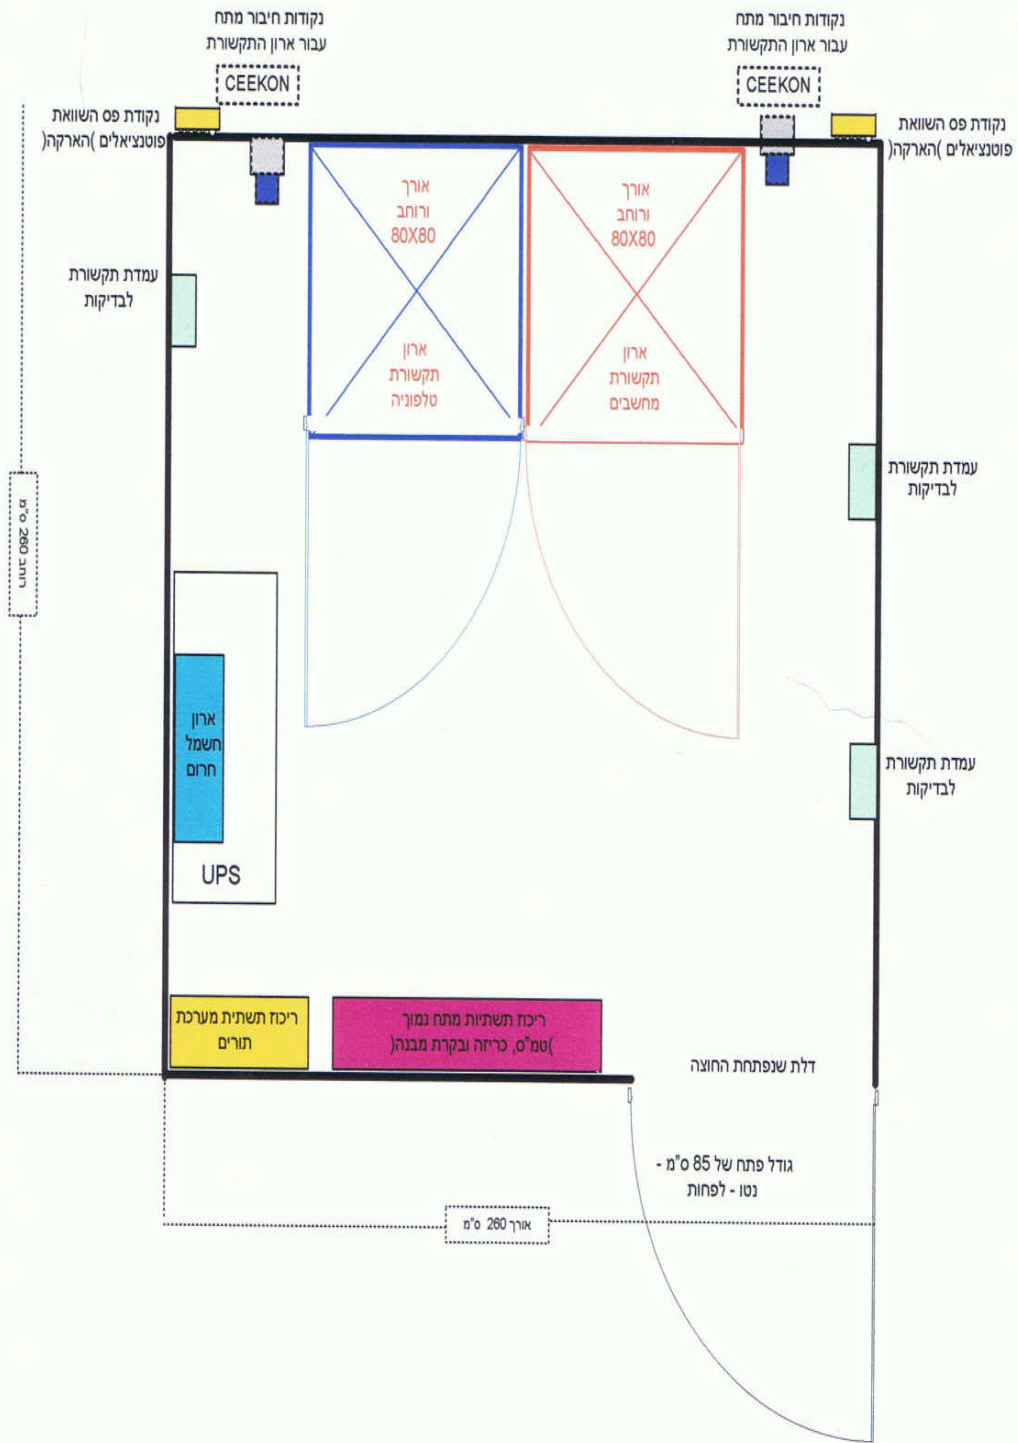 נקודות חיבור מתח
עבור ארון התקשורת
CEEKON
נקודות חיבור מתח
עבור ארון התקשורת
CEEKON
נקודת פס השוואת
פוטנציאלים )הארקה(
נקודת פס השוואת
פוטנציאלים )הארקה(
אורך
ורוחב
80X80
ארון
תקשורת
מחשבים
אורך
ורוחב
80X80
ארון
תקשורת
טלפוניה
עמדת תקשורת
לבדיקות
עמדת תקשורת
לבדיקות
עמדת תקשורת
לבדיקות
רוחב 260 ס"מ
ארון
חשמל
חרום
UPS
ריכוז תשתיות מתח נמוך
)טמ"ס, כריזה ובקרת מבנה(
ריכוז תשתית מערכת
תורים
דלת שנפתחת החוצה
גודל פתח של 85 ס"מ -
נטו - לפחות
אורך 260 ס"מ